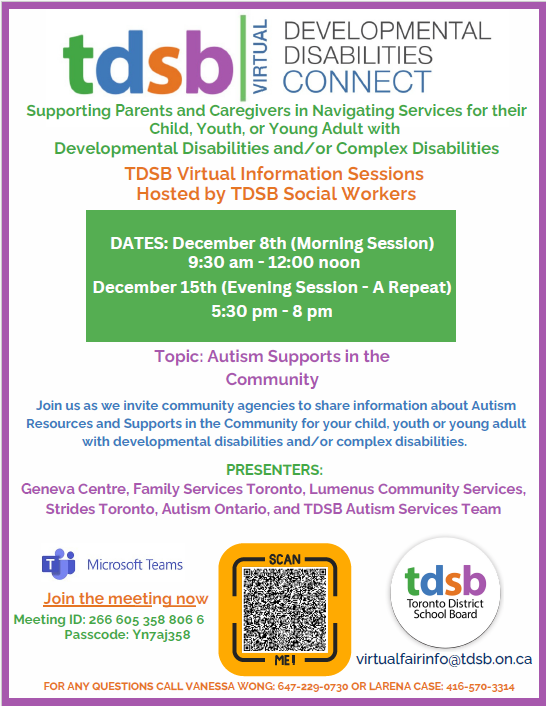 tdsb VIRTUAL DEVELOPMENTAL
DISABILITIES
CONNECT
Supporting Parents and Caregivers in Navigating Services for their
Child, Youth, or Young Adult with
Developmental Disabilities and/or Complex Disabilities
TDSB Virtual Information Sessions
Hosted by TDSB Social Workers
DATES: December 8th (Morning Session)
9:30 am - 12:00 noon
December 15th (Evening Session - A Repeat)
5:30 pm - 8 pm
Topic: Autism Supports in the
Community
Join us as we invite community agencies to share information about Autism
Resources and Supports in the Community for your child, youth or young adult
with developmental disabilities and/or complex disabilities.
PRESENTERS:
Geneva Centre, Family Services Toronto, Lumenus Community Services,
Strides Toronto, Autism Ontario, and TDSB Autism Services Team
T Microsoft Teams
Join the meeting now
Meeting ID: 266 605 358 806 6
Passcode: Yn7aj358
SCAN
ME!
tdsb
Toronto District
School Board
virtualfairinfo@tdsb.on.ca
FOR ANY QUESTIONS CALL VANESSA WONG: 647-229-0730 OR LARENA CASE: 416-570-3314